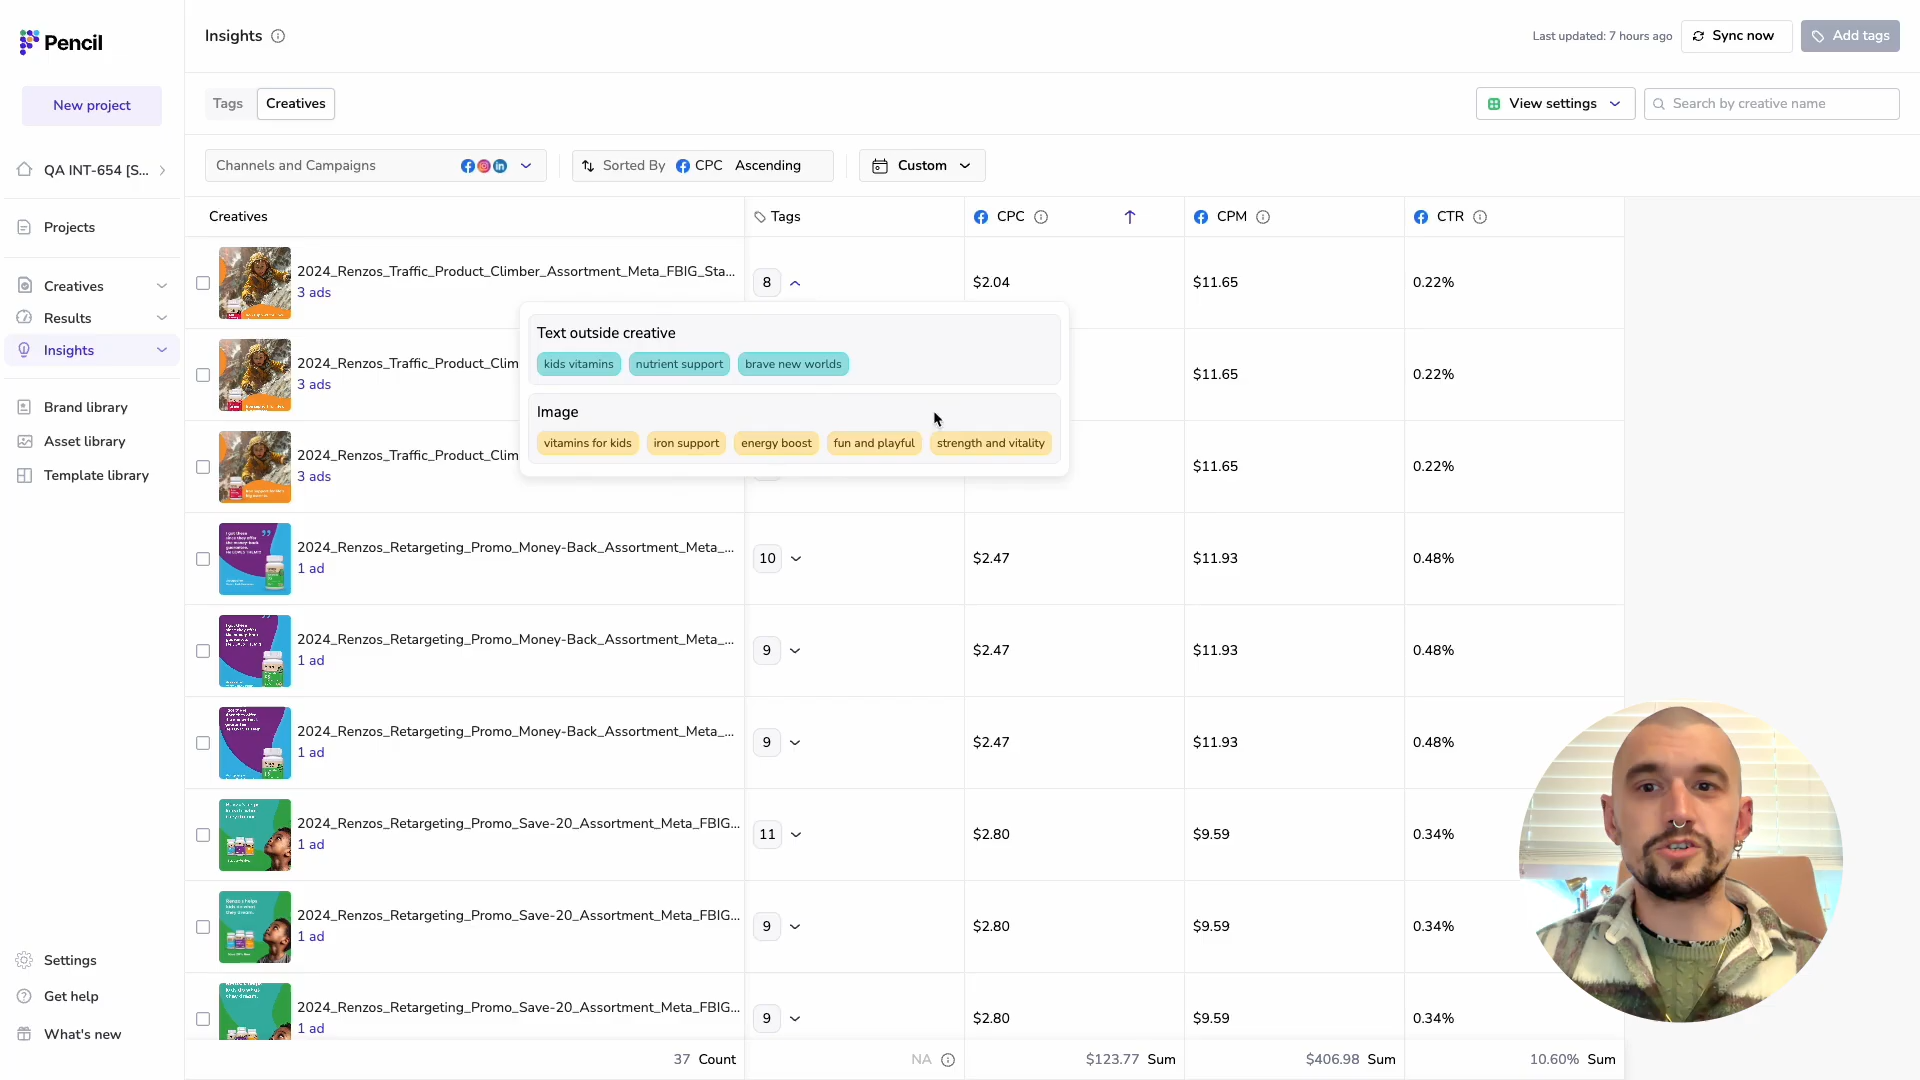 Pencil
New project
QA INT-654 [S...
Projects
Creatives
Results
Insights
Brand library
Asset library
Template library
Settings
Get help
What's new
Insights
Last updated: 7 hours ago
Sync now
Add tags
Tags
Creatives
View settings
Search by creative name
Channels and Campaigns
Sorted By CPC Ascending
Custom
Creatives Tags CPC CPM CTR
2024_Renzos_Traffic_Product_Climber_Assortment_Meta_FBIG_Sta...
3 ads
8 $2.04 $11.65 0.22%
Text outside creative
kids vitamins nutrient support brave new worlds
Image
vitamins for kids iron support energy boost fun and playful strength and vitality
2024_Renzos_Traffic_Product_Clim
3 ads
$11.65 0.22%
2024_Renzos_Traffic_Product_Clim
3 ads
$11.65 0.22%
2024_Renzos_Retargeting_Promo_Money-Back_Assortment_Meta_...
1 ad
10 $2.47 $11.93 0.48%
2024_Renzos_Retargeting_Promo_Money-Back_Assortment_Meta_...
1 ad
9 $2.47 $11.93 0.48%
2024_Renzos_Retargeting_Promo_Money-Back_Assortment_Meta_...
1 ad
9 $2.47 $11.93 0.48%
2024_Renzos_Retargeting_Promo_Save-20_Assortment_Meta_FBIG...
1 ad
11 $2.80 $9.59 0.34%
2024_Renzos_Retargeting_Promo_Save-20_Assortment_Meta_FBIG...
1 ad
9 $2.80 $9.59 0.34%
2024_Renzos_Retargeting_Promo_Save-20_Assortment_Meta_FBIG...
1 ad
9 $2.80 $9.59 0.34%
37 Count NA $123.77 Sum $406.98 Sum 10.60% Sum